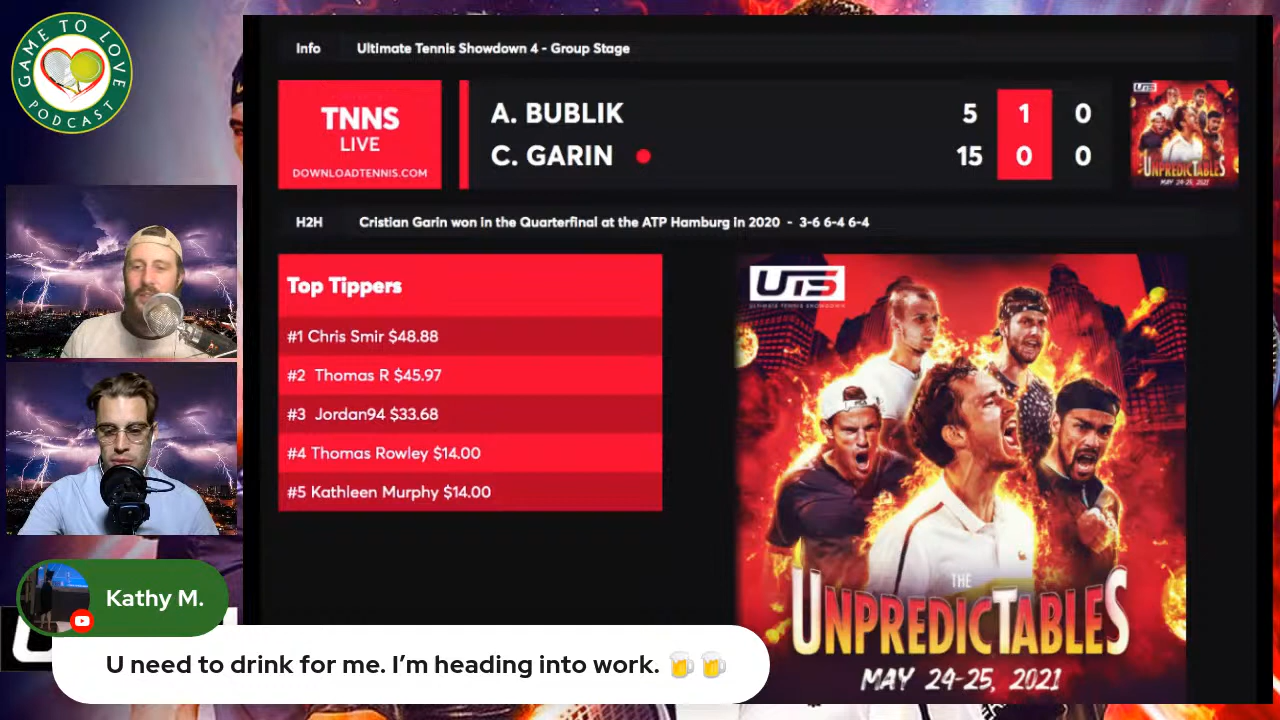 GAME TO LOVE
PODCAST
Info Ultimate Tennis Showdown 4 - Group Stage
TNNS
LIVE
DOWNLOADTENNIS.COM
A. BUBLIK 5 1 0
C. GARIN 15 0 0
UTS
UNPREDICTABLES
MAY 24-25, 2021
H2H Cristian Garin won in the Quarterfinal at the ATP Hamburg in 2020 - 3-6 6-4 6-4
Top Tippers
#1 Chris Smir $48.88
#2 Thomas R $45.97
#3 Jordan94 $33.68
#4 Thomas Rowley $14.00
#5 Kathleen Murphy $14.00
UTS
ULTIMATE TENNIS SHOWDOWN
THE
UNPREDICTABLES
MAY 24-25, 2021
Kathy M.
U need to drink for me. I’m heading into work. 🍺🍺